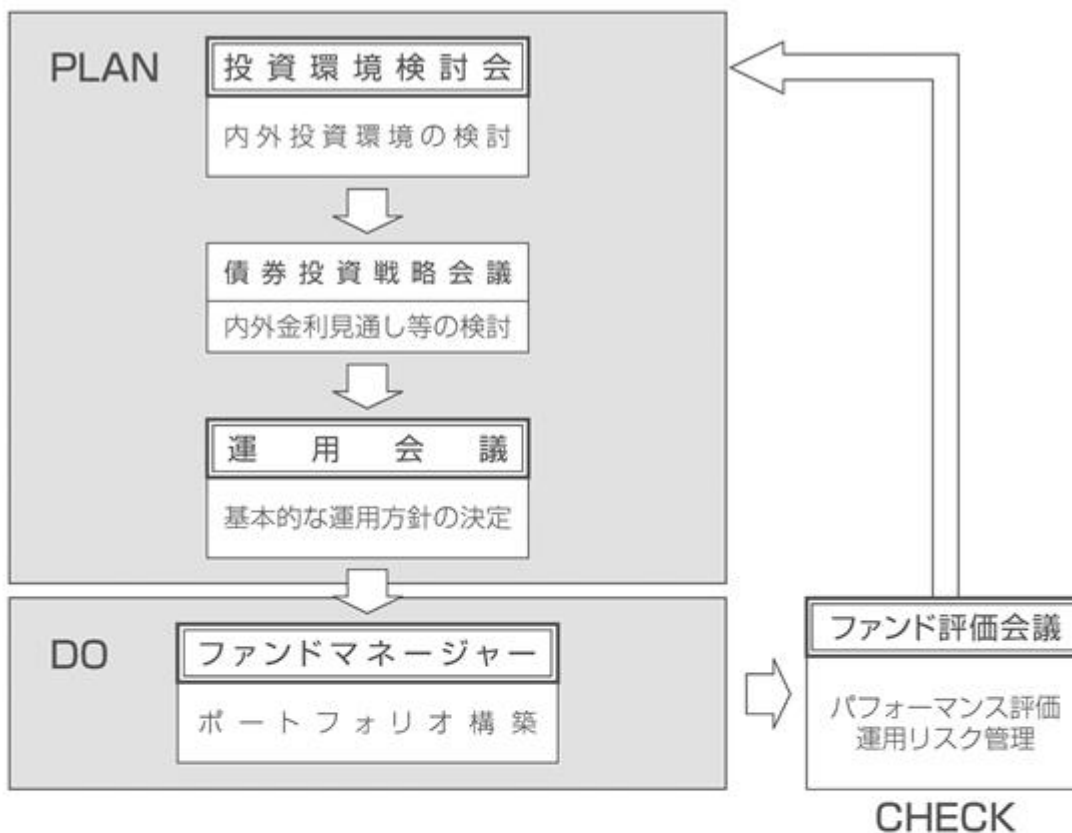 PLAN
投資環境検討会
内外投資環境の検討
債券投資戦略会議
内外金利見通し等の検討
運用会議
基本的な運用方針の決定
DO
ファンドマネージャー
ポートフォリオ構築
ファンド評価会議
パフォーマンス評価
運用リスク管理
CHECK